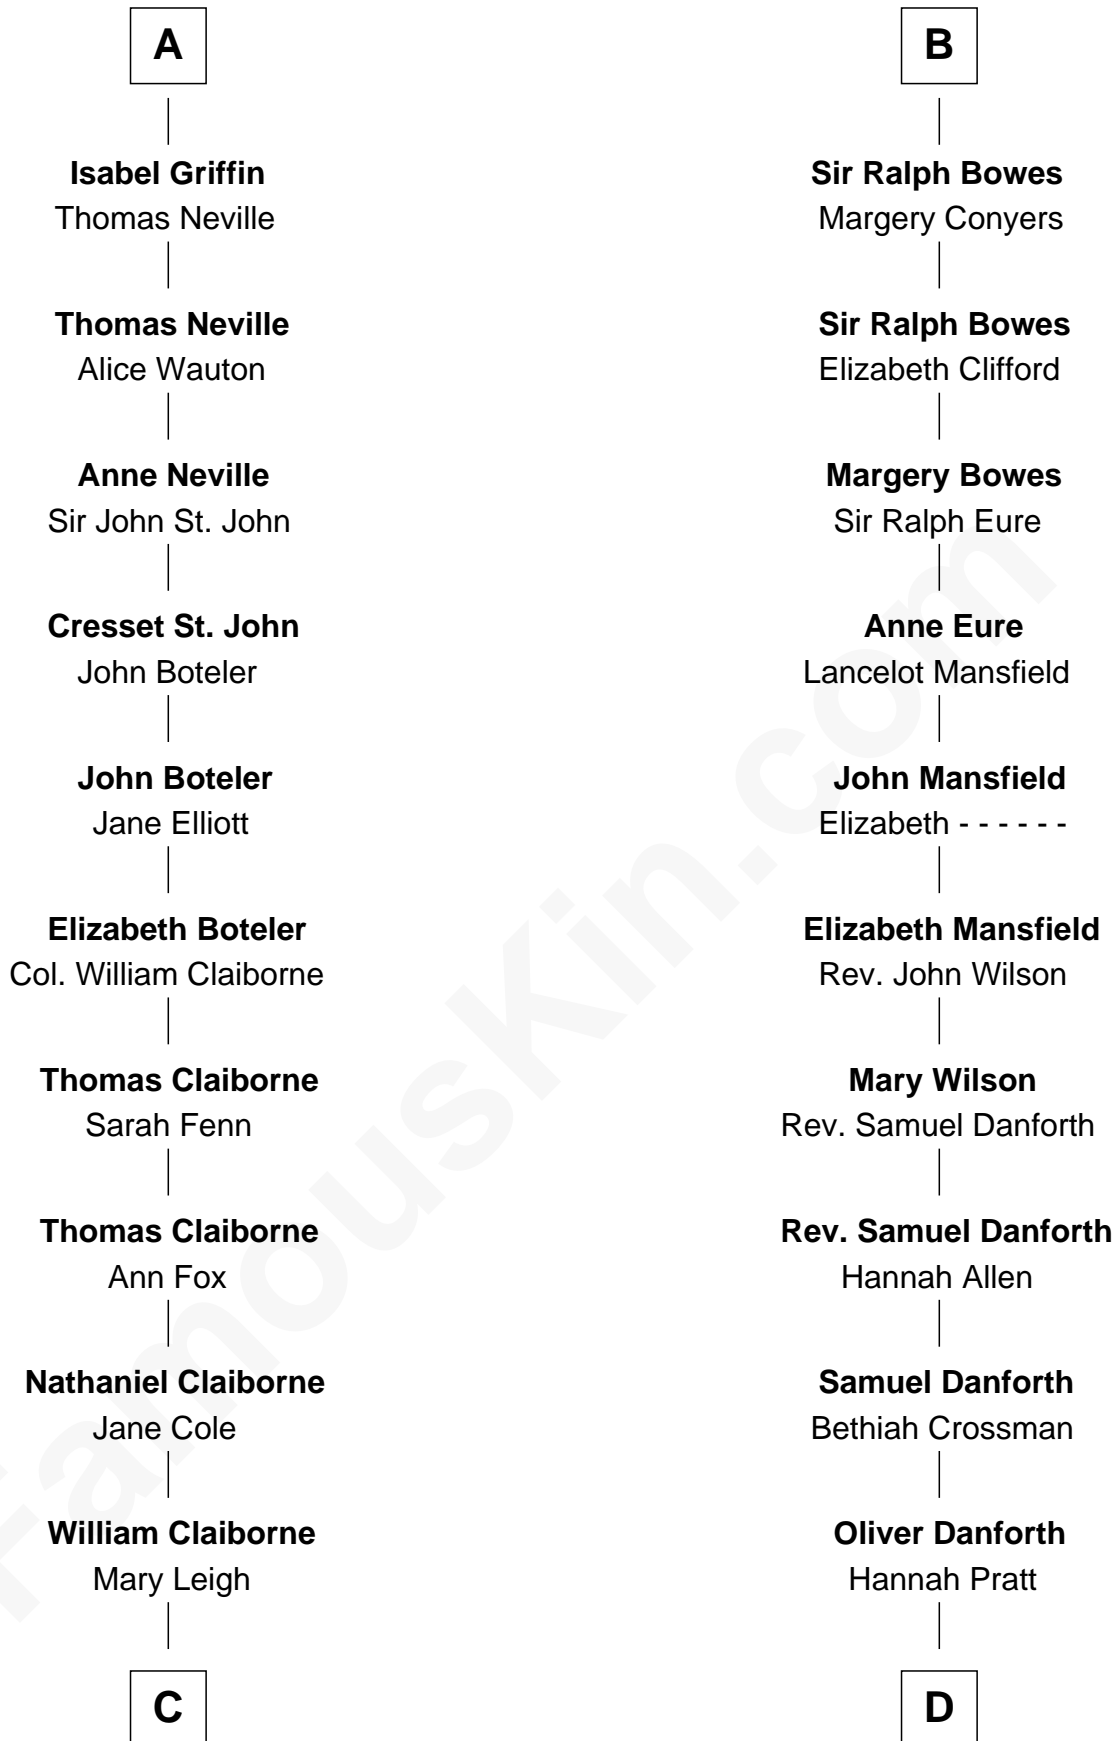 A
Isabel Griffin
Thomas Neville
Thomas Neville
Alice Wauton
Anne Neville
Sir John St. John
Cresset St. John
John Boteler
John Boteler
Jane Elliott
Elizabeth Boteler
Col. William Claiborne
Thomas Claiborne
Sarah Fenn
Thomas Claiborne
Ann Fox
Nathaniel Claiborne
Jane Cole
William Claiborne
Mary Leigh
C
B
Sir Ralph Bowes
Margery Conyers
Sir Ralph Bowes
Elizabeth Clifford
Margery Bowes
Sir Ralph Eure
Anne Eure
Lancelot Mansfield
John Mansfield
Elizabeth - - - - - -
Elizabeth Mansfield
Rev. John Wilson
Mary Wilson
Rev. Samuel Danforth
Rev. Samuel Danforth
Hannah Allen
Samuel Danforth
Bethiah Crossman
Oliver Danforth
Hannah Pratt
D
FamousKin.com